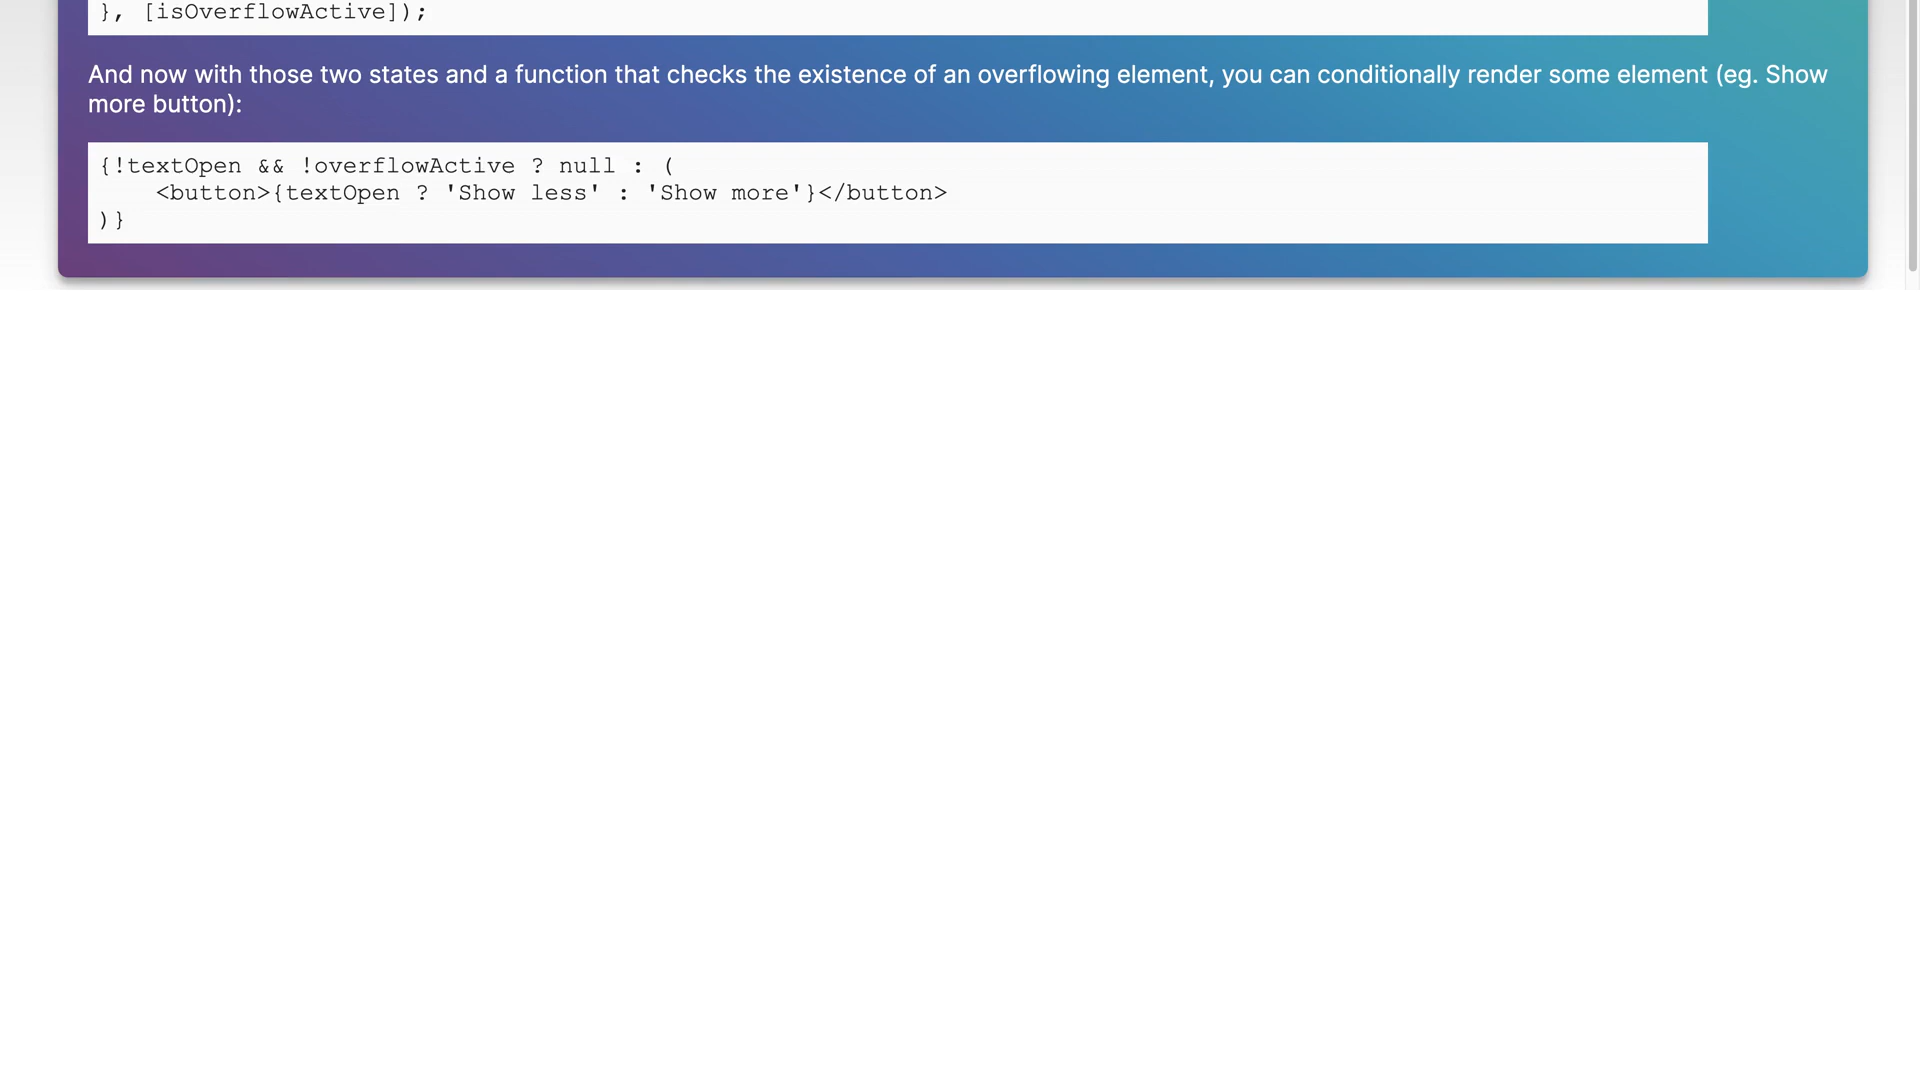 }, [isOverflowActive]);
And now with those two states and a function that checks the existence of an overflowing element, you can conditionally render some element (eg. Show
more button):
{!textOpen && !overflowActive ? null : (
    <button>{textOpen ? 'Show less' : 'Show more'}</button>
)}